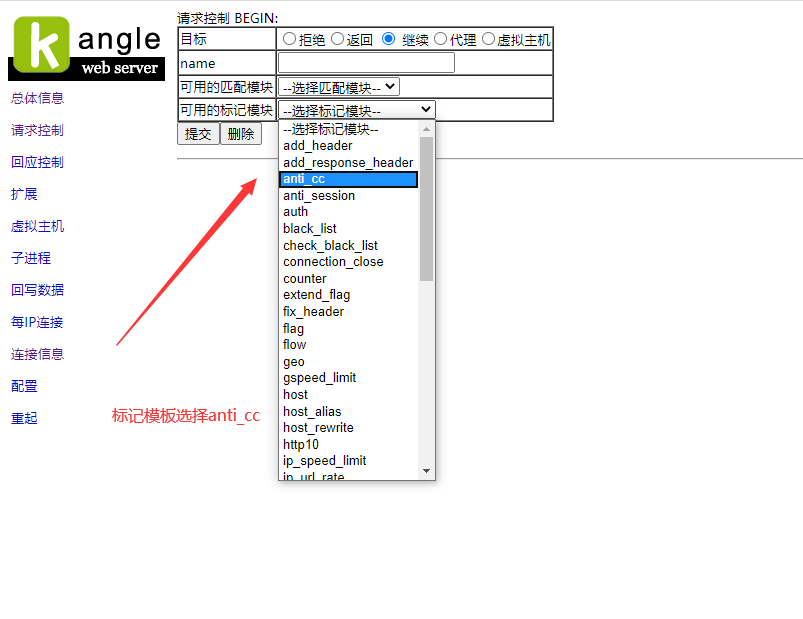 kangle
web server
总体信息
请求控制
回应控制
扩展
虚拟主机
子进程
回写数据
每IP连接
连接信息
配置
重起
请求控制 BEGIN:
目标 拒绝 返回 继续 代理 虚拟主机
name
可用的匹配模块 --选择匹配模块--
可用的标记模块 --选择标记模块--
提交 删除
--选择标记模块--
add_header
add_response_header
anti_cc
anti_session
auth
black_list
check_black_list
connection_close
counter
extend_flag
fix_header
flag
flow
geo
gspeed_limit
host
host_alias
host_rewrite
http10
ip_speed_limit
ip_url_rate
标记模板选择anti_cc